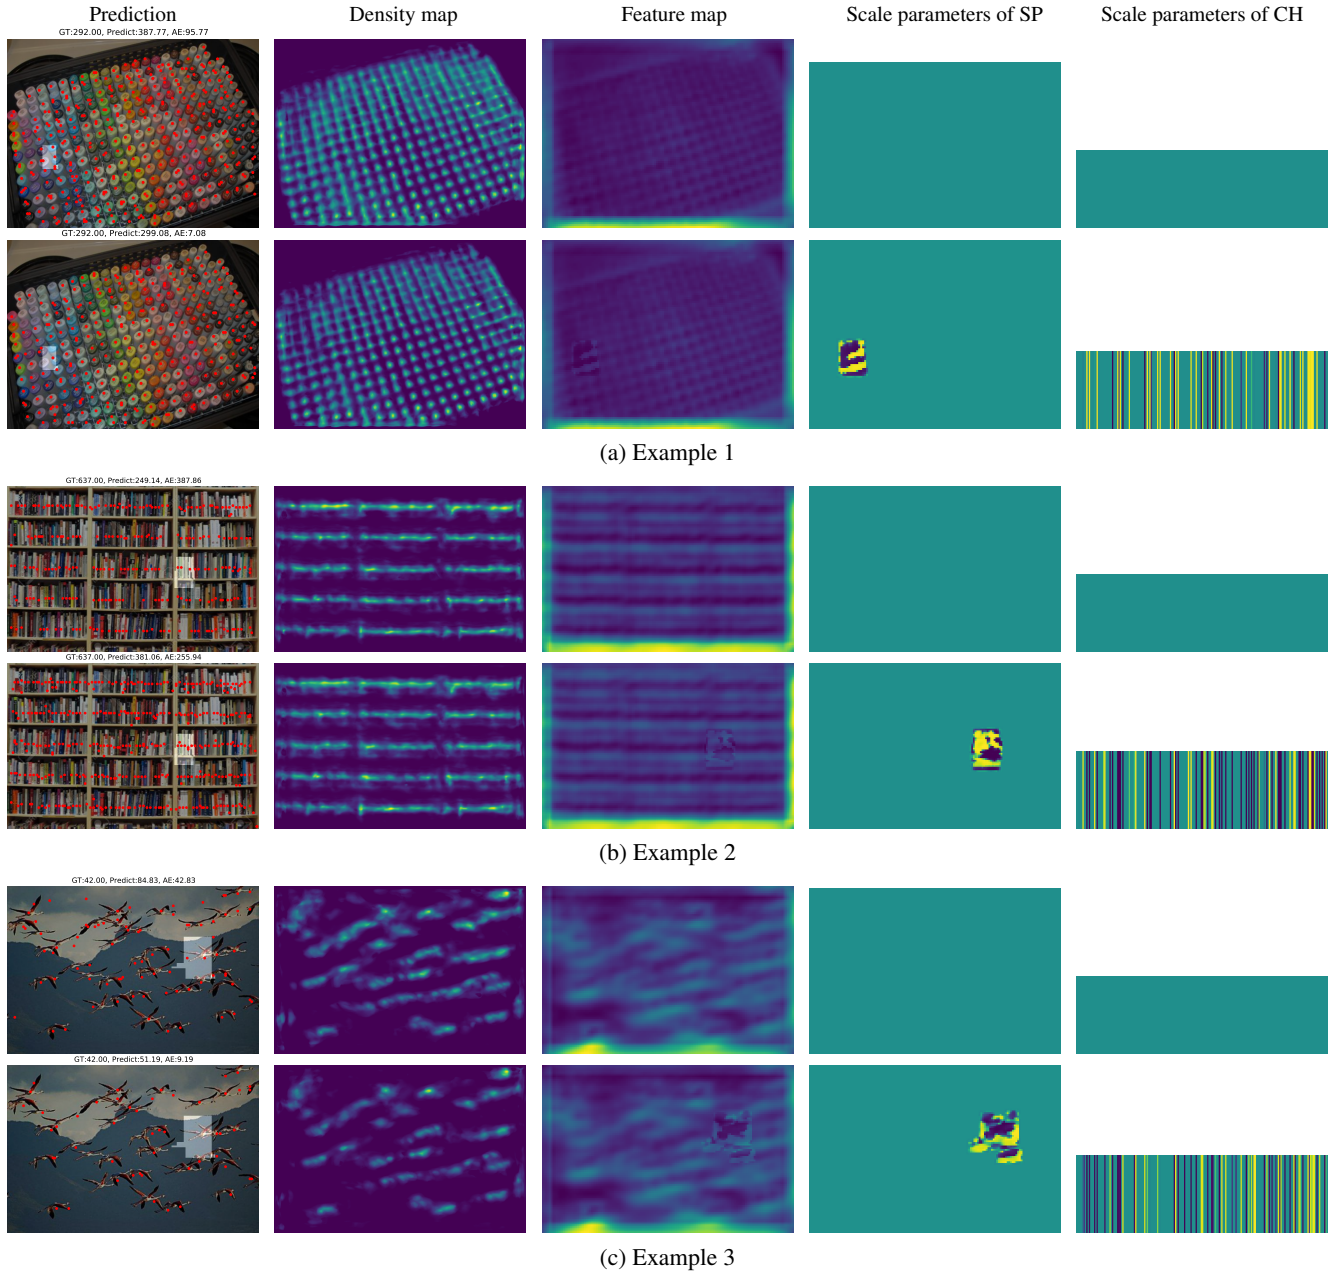 Prediction
Density map
Feature map
Scale parameters of SP
Scale parameters of CH
GT:292.00, Predict:387.77, AE:95.77
GT:292.00, Predict:299.08, AE:7.08
(a) Example 1
GT:637.00, Predict:249.14, AE:387.86
GT:637.00, Predict:381.06, AE:255.94
(b) Example 2
GT:42.00, Predict:84.83, AE:42.83
GT:42.00, Predict:51.19, AE:9.19
(c) Example 3